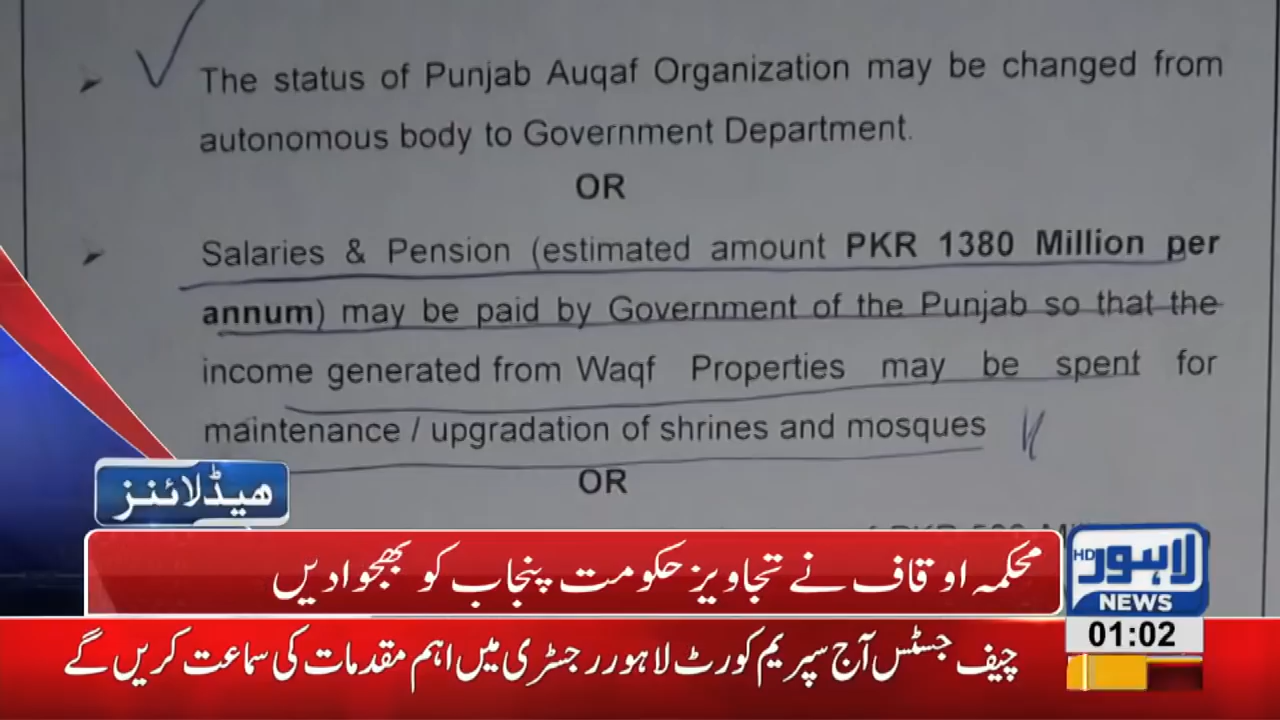 The status of Punjab Auqaf Organization may be changed from
autonomous body to Government Department.
OR
Salaries & Pension (estimated amount PKR 1380 Million per
annum) may be paid by Government of the Punjab so that the
income generated from Waqf Properties may be spent for
maintenance / upgradation of shrines and mosques
OR
ہیڈلائنز
محکمہ اوقاف نے تجاویز حکومت پنجاب کو بھجوادیں
HD لاہور
NEWS
01:02
چیف جسٹس آج سپریم کورٹ لاہور رجسٹری میں اہم مقدمات کی سماعت کریں گے